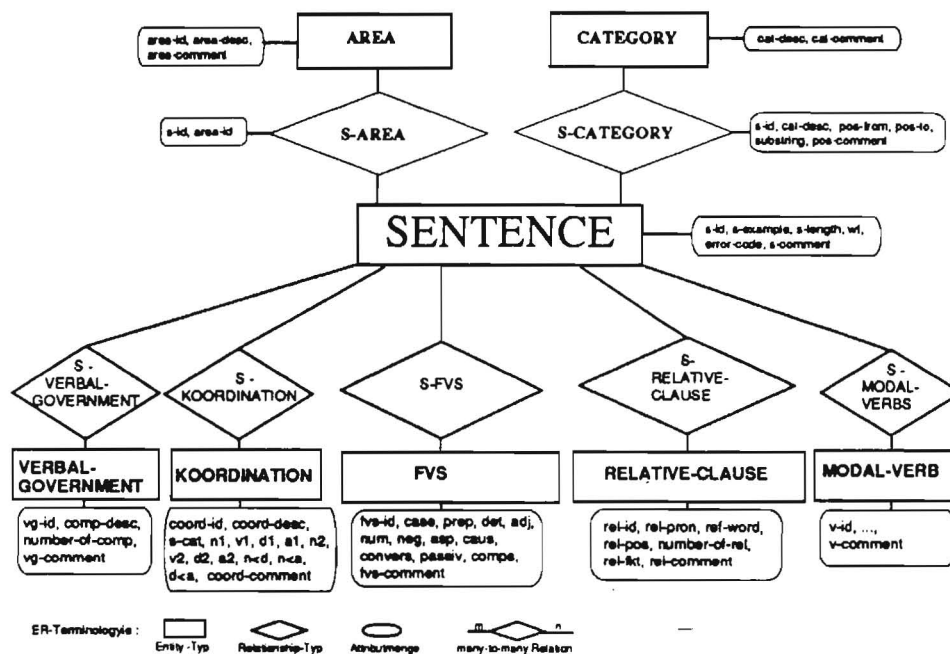 AREA
CATEGORY
area-id, area-desc,
area-comment
cat-desc, cat-comment
S-AREA
S-CATEGORY
s-id, area-id
s-id, cat-desc, pos-from, pos-to,
substring, pos-comment
SENTENCE
s-id, s-example, s-length, wf,
error-code, s-comment
S -
VERBAL-
GOVERNMENT
S -
KOORDINATION
S-FVS
S-
RELATIVE-
CLAUSE
S -
MODAL-
VERBS
VERBAL-
GOVERNMENT
KOORDINATION
FVS
RELATIVE-CLAUSE
MODAL-VERB
vg-id, comp-desc,
number-of-comp,
vg-comment
coord-id, coord-desc,
s-cat, n1, v1, d1, a1, n2,
v2, d2, a2, n<d, n<a,
d<a, coord-comment
fvs-id, case, prep, det, adj,
num, neg, asp, caus,
convers, passiv, comps,
fvs-comment
rel-id, rel-pron, ref-word,
rel-pos, number-of-rel,
rel-fkt, rel-comment
v-id, ...,
v-comment
ER-Terminologyie :
Entity -Typ
Relationship-Typ
Attributmenge
m n
many-to-many Relation